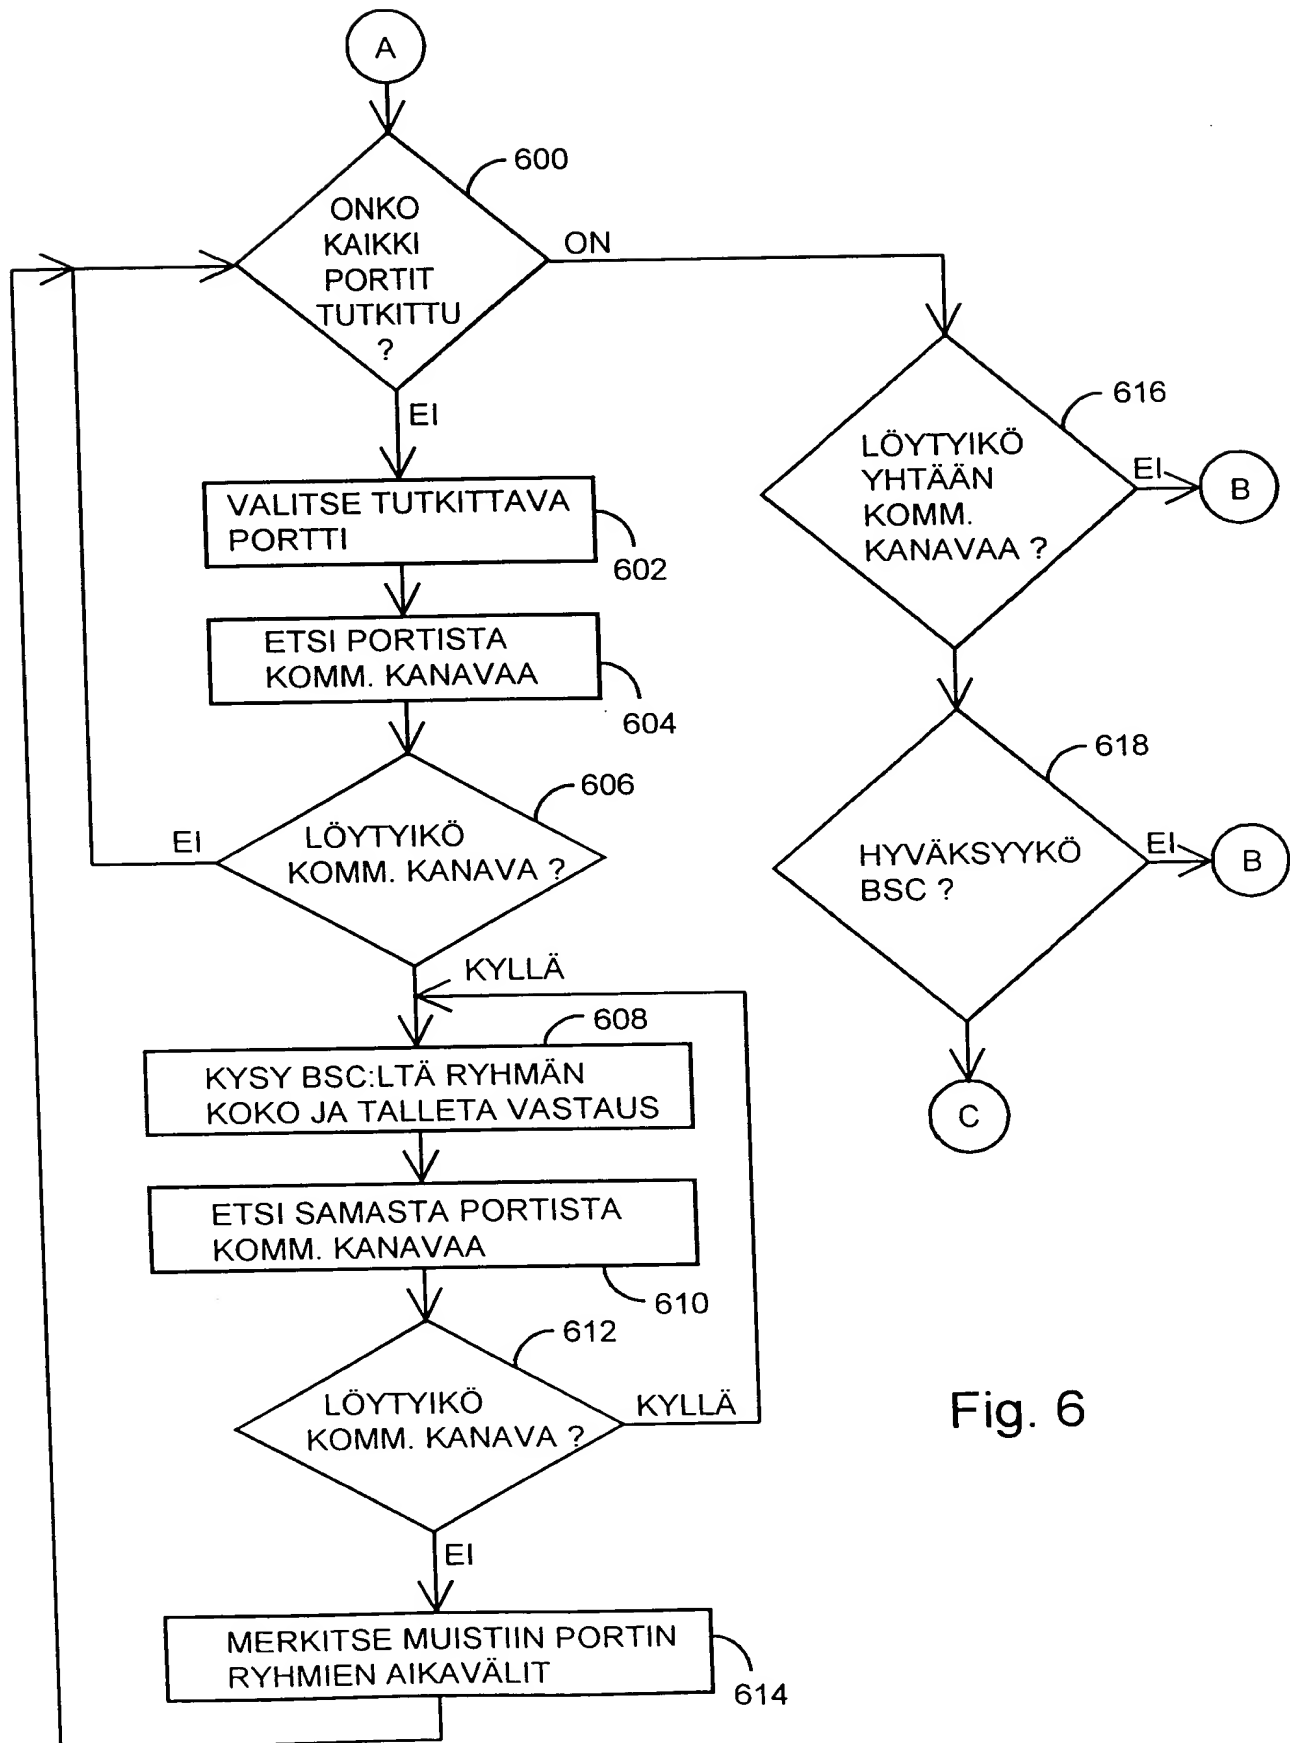 A
600
ONKO
KAIKKI
PORTIT
TUTKITTU
?
ON
EI
VALITSE TUTKITTAVA
PORTTI
602
ETSI PORTISTA
KOMM. KANAVAA
604
606
LÖYTYIKÖ
KOMM. KANAVA ?
EI
KYLLÄ
608
KYSY BSC:LTÄ RYHMÄN
KOKO JA TALLETA VASTAUS
ETSI SAMASTA PORTISTA
KOMM. KANAVAA
610
612
LÖYTYIKÖ
KOMM. KANAVA ?
KYLLÄ
EI
MERKITSE MUISTIIN PORTIN
RYHMIEN AIKAVÄLIT
614
616
LÖYTYIKÖ
YHTÄÄN
KOMM.
KANAVAA ?
EI
B
618
HYVÄKSYYKÖ
BSC ?
EI
B
C
Fig. 6